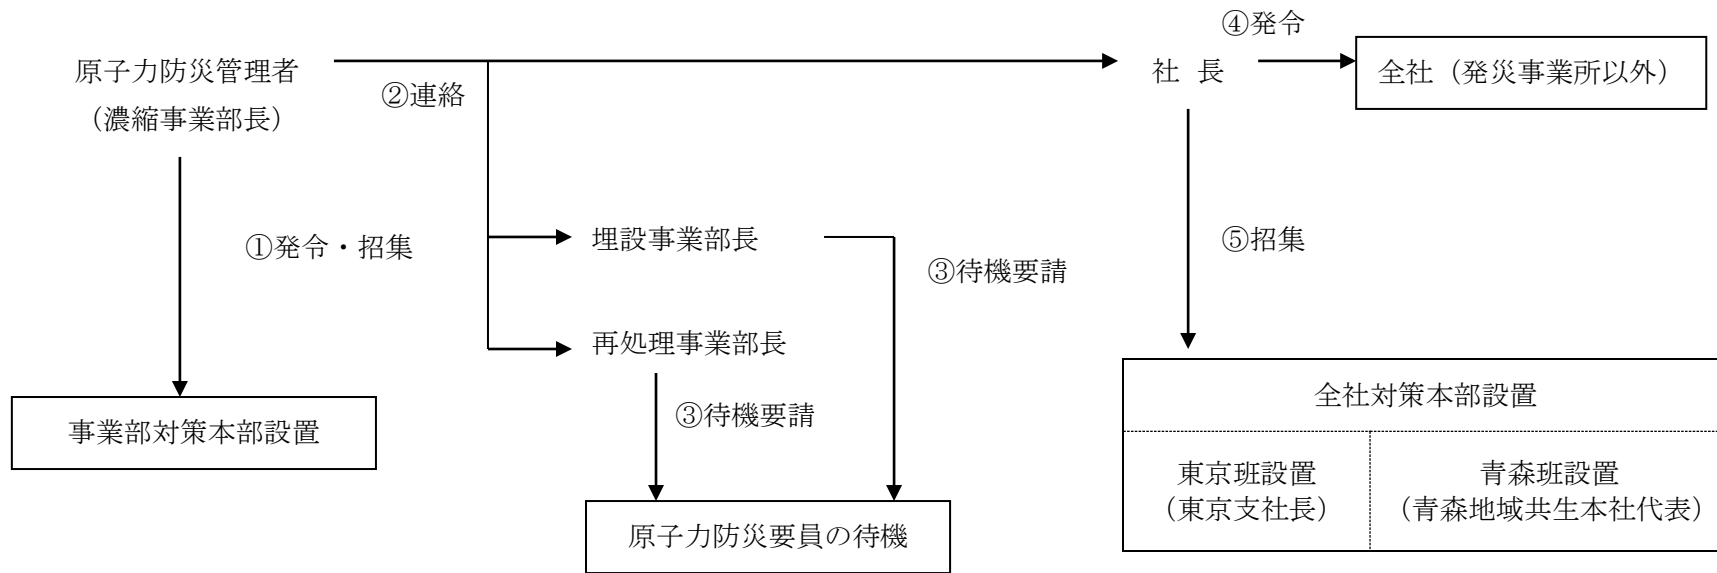 ④発令
原子力防災管理者
（濃縮事業部長）
②連絡
社 長
全社（発災事業所以外）
①発令・招集
埋設事業部長
③待機要請
⑤招集
再処理事業部長
③待機要請
事業部対策本部設置
原子力防災要員の待機
全社対策本部設置
東京班設置
（東京支社長）
青森班設置
（青森地域共生本社代表）